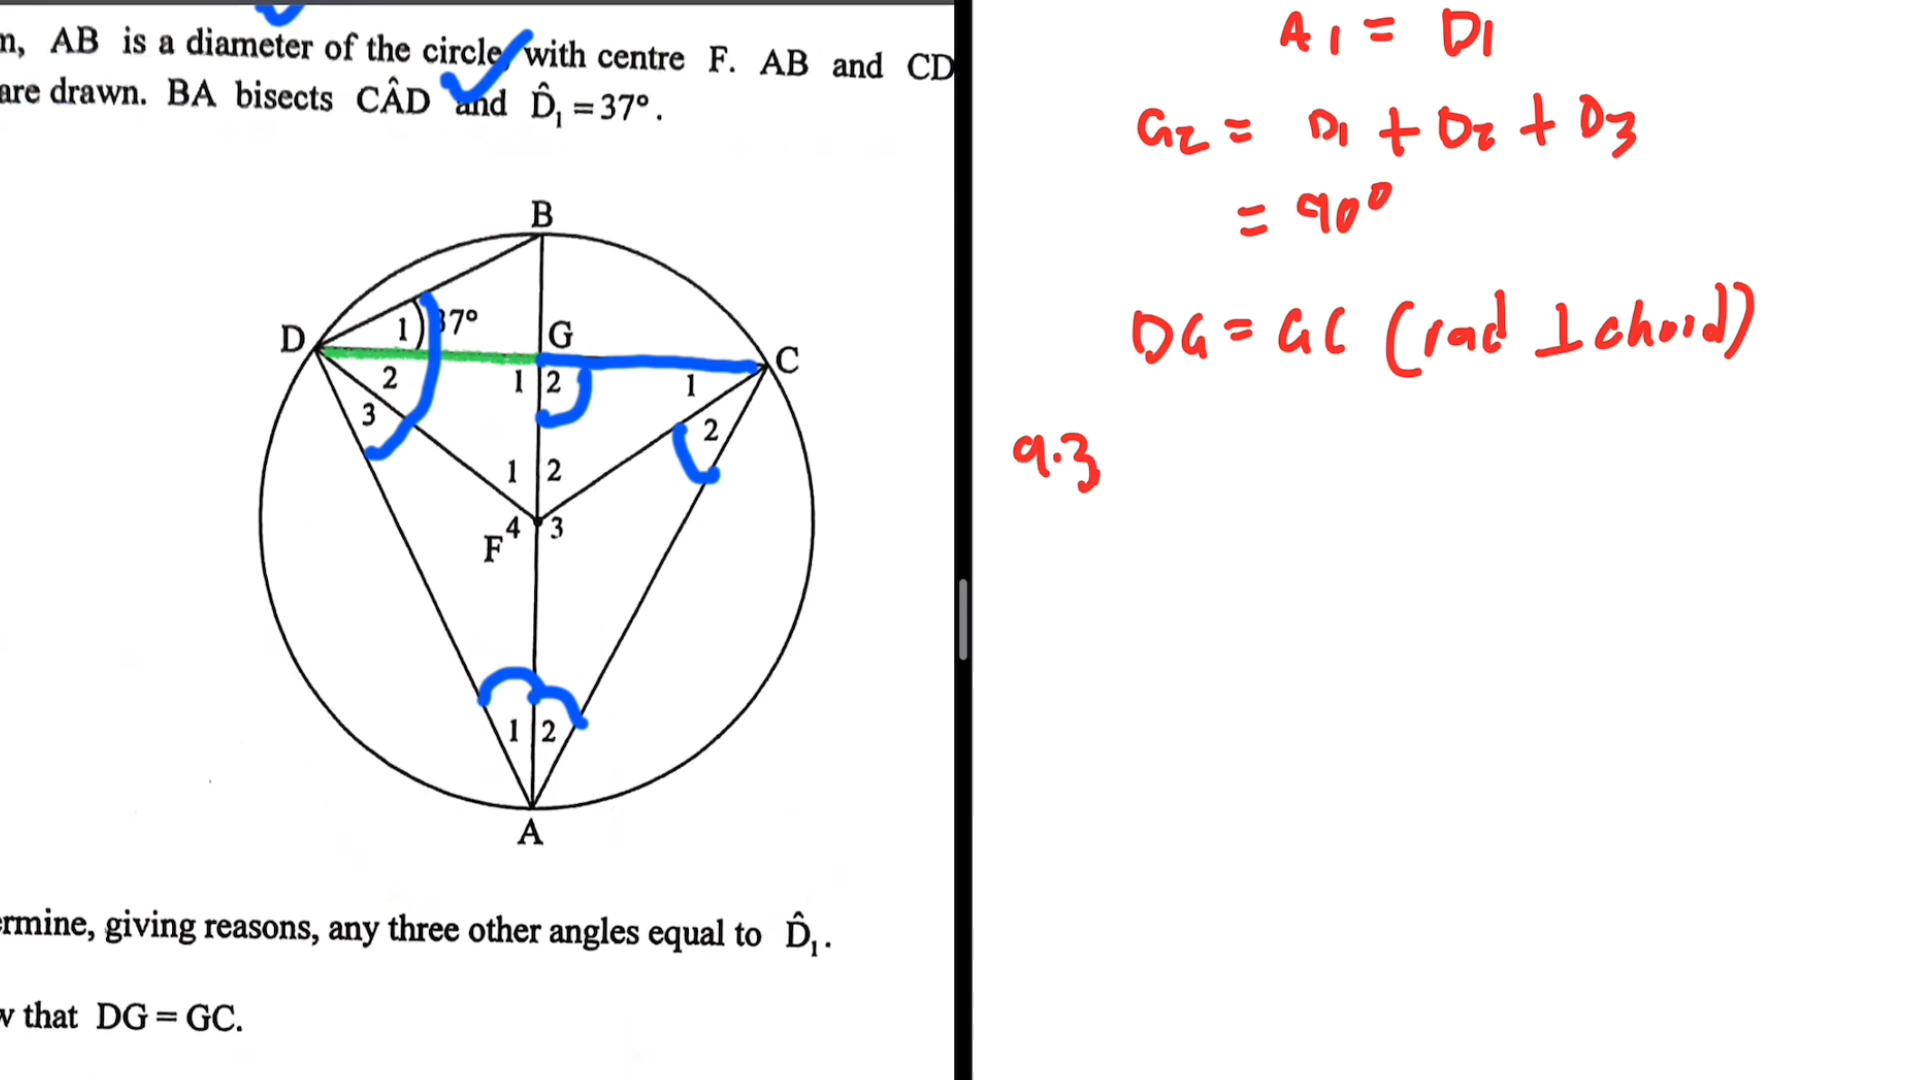 n, AB is a diameter of the circle with centre F. AB and CD
are drawn. BA bisects CÂD and D̂₁ = 37°.
B
D
1
37°
G
C
2
1
2
1
3
2
1
2
4
3
F
1
2
A
ermine, giving reasons, any three other angles equal to D̂₁.
that DG = GC.
A1 = D1
G2 = D1 + D2 + D3
= 90°
DG = GC (rad ⊥ chord)
9.3